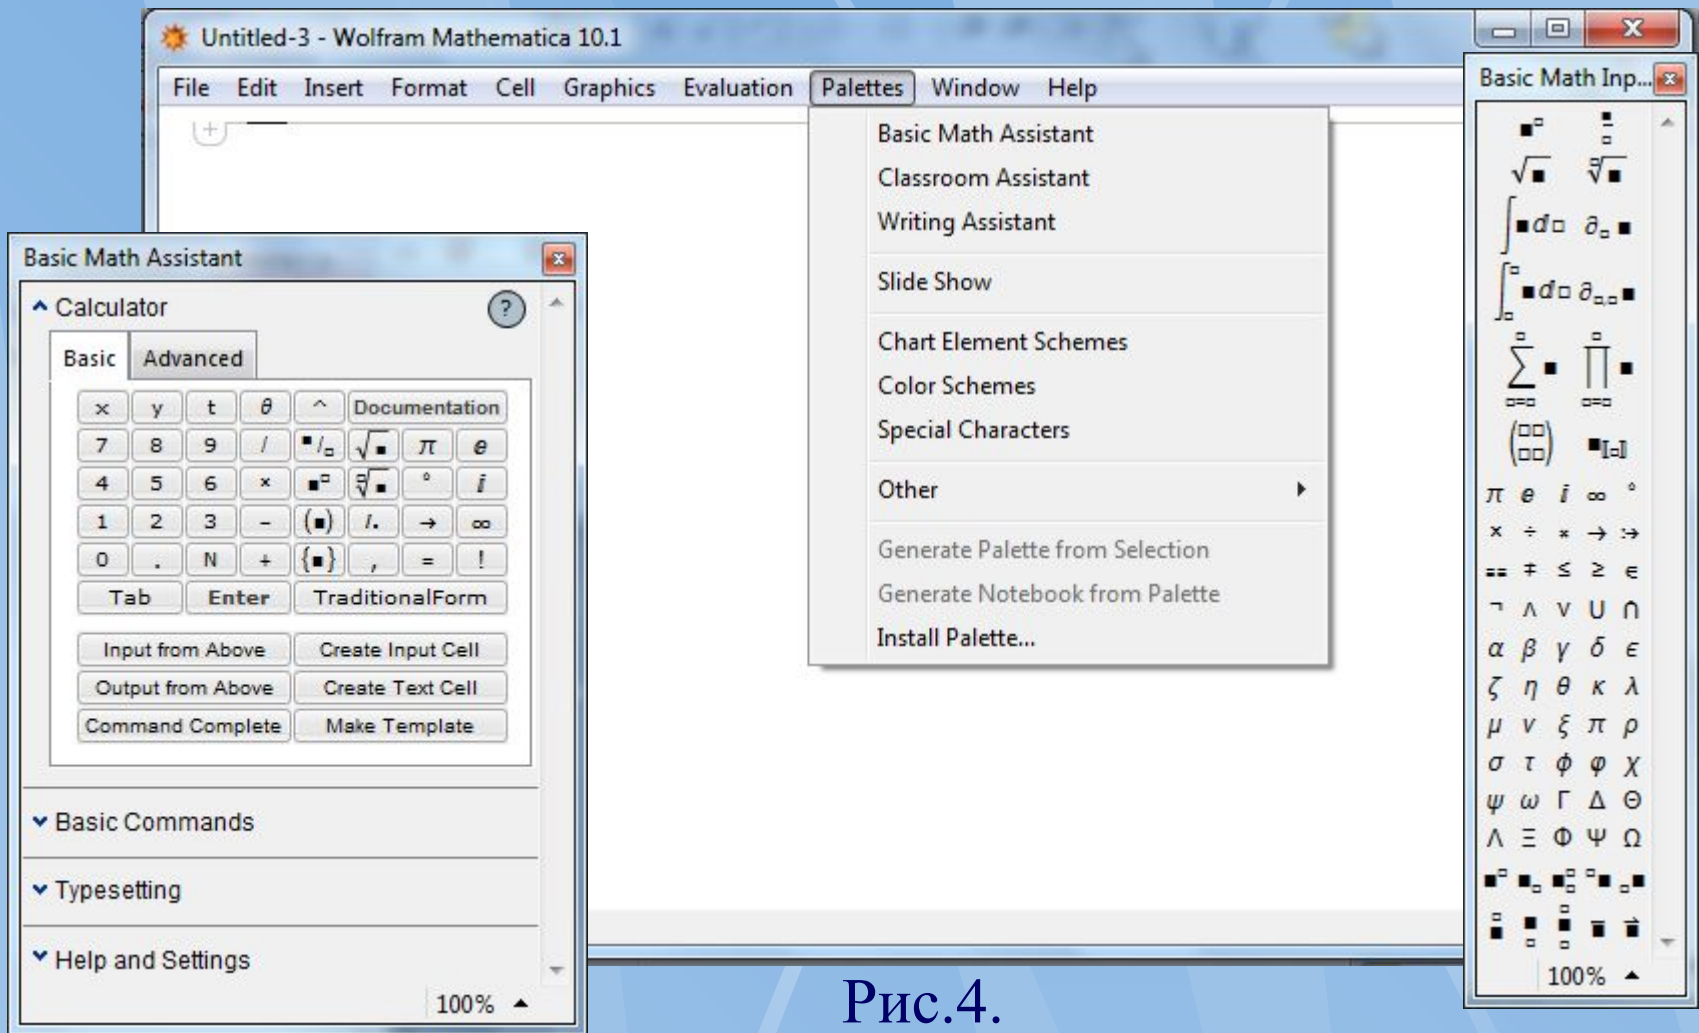 Untitled-3 - Wolfram Mathematica 10.1
File Edit Insert Format Cell Graphics Evaluation Palettes Window Help
Basic Math Assistant
Classroom Assistant
Writing Assistant
Slide Show
Chart Element Schemes
Color Schemes
Special Characters
Other
Generate Palette from Selection
Generate Notebook from Palette
Install Palette...
Basic Math Assistant
Calculator ?
Basic Advanced
x y t θ ^ Documentation
7 8 9 / ■/□ √■ π e
4 5 6 × ■□ □√■ ° i
1 2 3 − (■) /. → ∞
0 . N + {■} , = !
Tab Enter TraditionalForm
Input from Above Create Input Cell
Output from Above Create Text Cell
Command Complete Make Template
Basic Commands
Typesetting
Help and Settings
100%
Basic Math Inp...
■□ ■/□
√■ □√■
∫■d□ ∂□■
∫■d□ ∂□,□■
∑■ ∏■
□=□ □=□
(□□ □□) ■〚□〛
π e i ∞ °
× ÷ × → :→
== ≠ ≤ ≥ ∈
¬ ∧ ∨ ∪ ∩
α β γ δ ϵ
ζ η θ κ λ
μ ν ξ π ρ
σ τ ϕ φ χ
ψ ω Γ Δ Θ
Λ Ξ Φ Ψ Ω
100%
Рис.4.